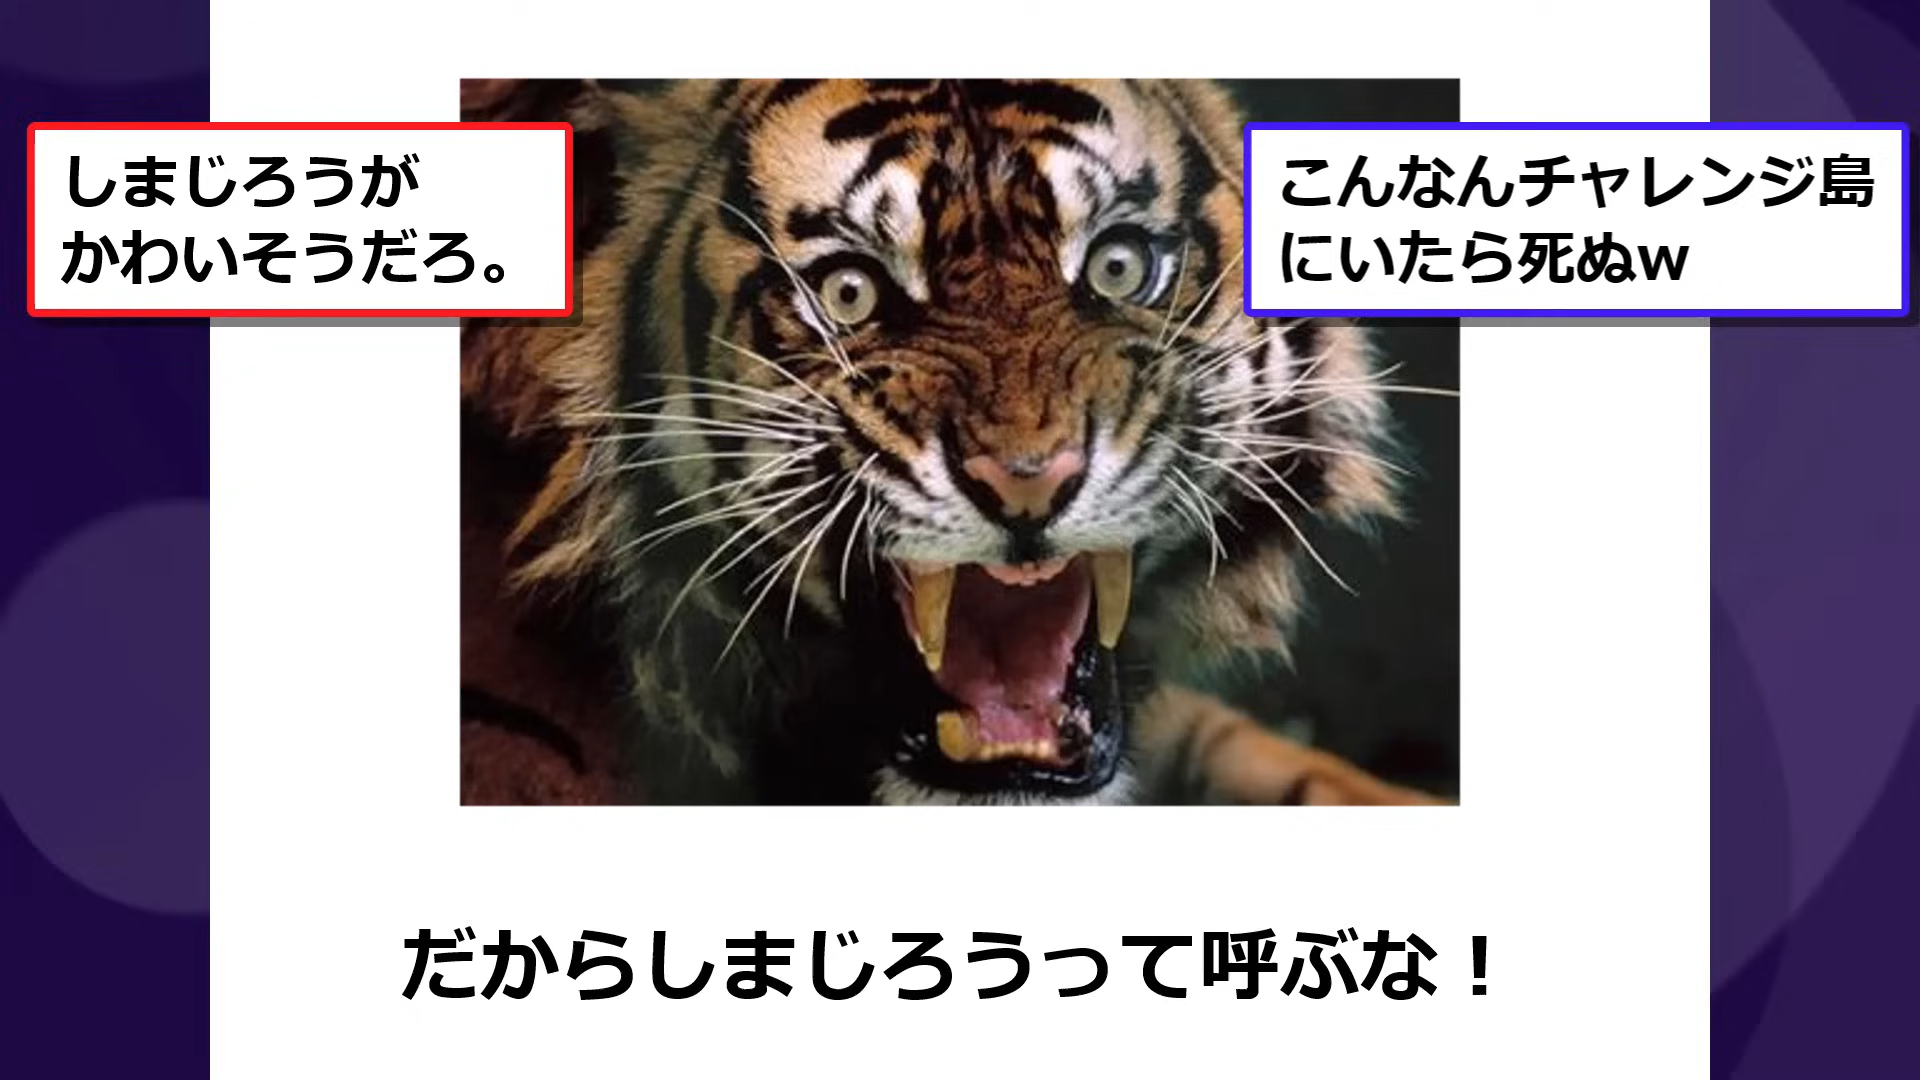 しまじろうが
かわいそうだろ。
こんなんチャレンジ島
にいたら死ぬw
だからしまじろうって呼ぶな！